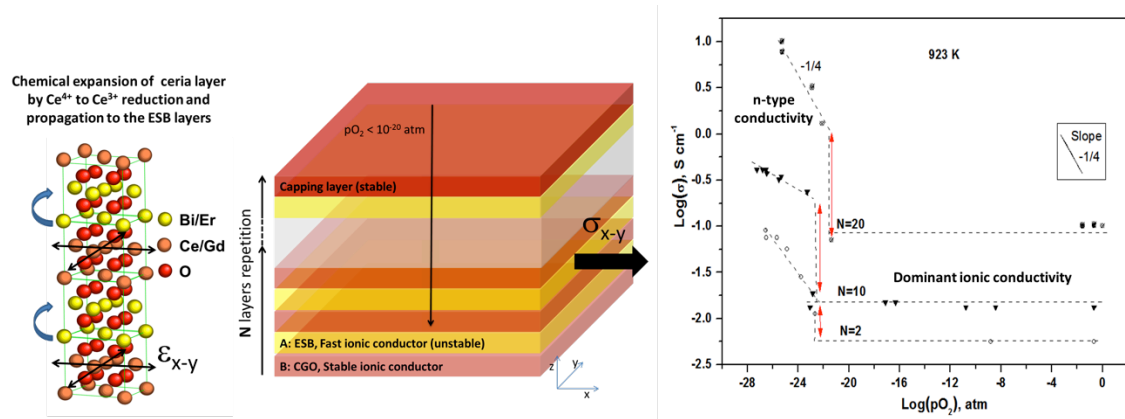 Chemical expansion of ceria layer
by Ce⁴⁺ to Ce³⁺ reduction and
propagation to the ESB layers
Bi/Er
Ce/Gd
O
εx-y
N layers repetition
pO₂ < 10⁻²⁰ atm
Capping layer (stable)
A: ESB, Fast ionic conductor (unstable)
B: CGO, Stable ionic conductor
σx-y
z
y
x
Log(σ), S cm⁻¹
1.0
0.5
0.0
-0.5
-1.0
-1.5
-2.0
-2.5
923 K
-1/4
n-type
conductivity
Slope
-1/4
N=20
Dominant ionic conductivity
N=10
N=2
-28 -24 -20 -16 -12 -8 -4 0
Log(pO₂), atm